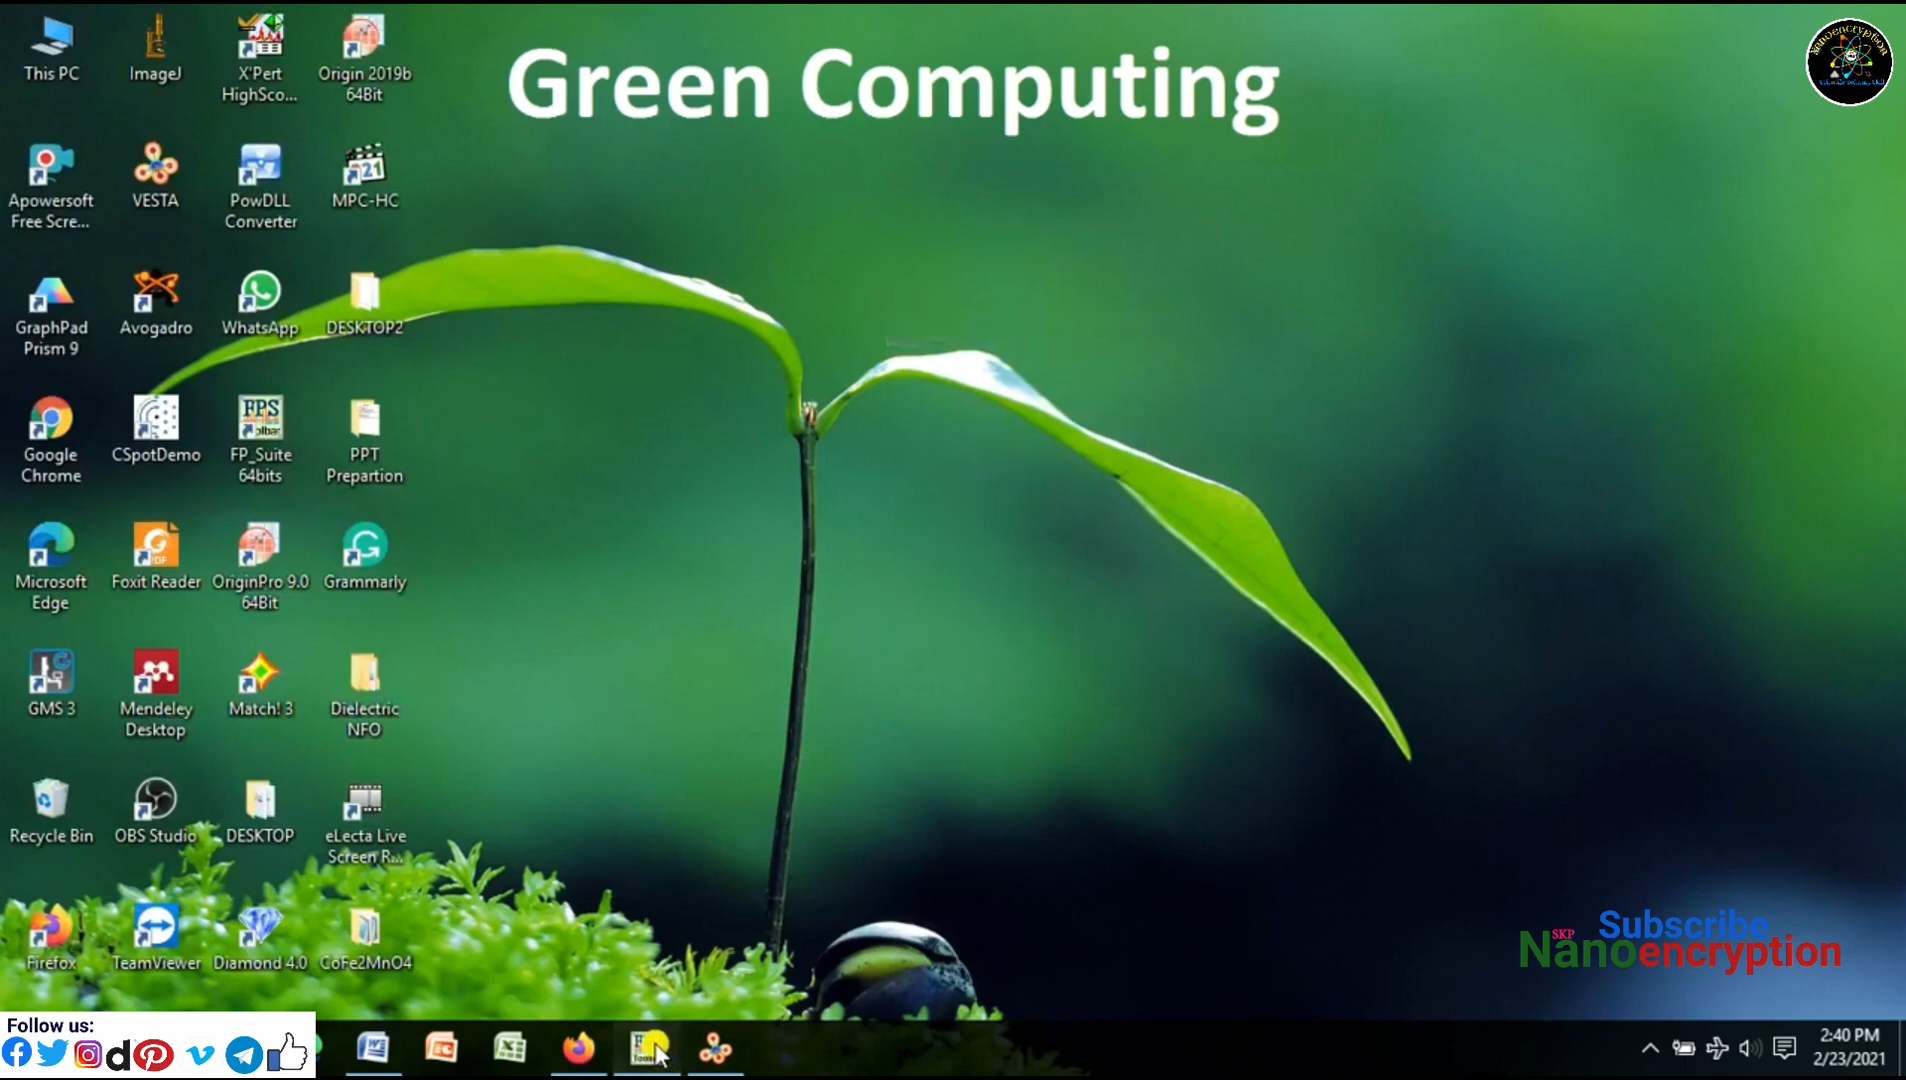 Green Computing
This PC
ImageJ
X'Pert
HighSco...
Origin 2019b
64Bit
Apowersoft
Free Scre...
VESTA
PowDLL
Converter
MPC-HC
GraphPad
Prism 9
Avogadro
WhatsApp
DESKTOP2
Google
Chrome
CSpotDemo
FPS
FP_Suite
64bits
PPT
Prepartion
Microsoft
Edge
Foxit Reader
OriginPro 9.0
64Bit
Grammarly
GMS 3
Mendeley
Desktop
Match! 3
Dielectric
NFO
Recycle Bin
OBS Studio
DESKTOP
eLecta Live
Screen R...
Firefox
TeamViewer
Diamond 4.0
CoFe2MnO4
Subscribe
SKP
Nanoencryption
Follow us:
2:40 PM
2/23/2021